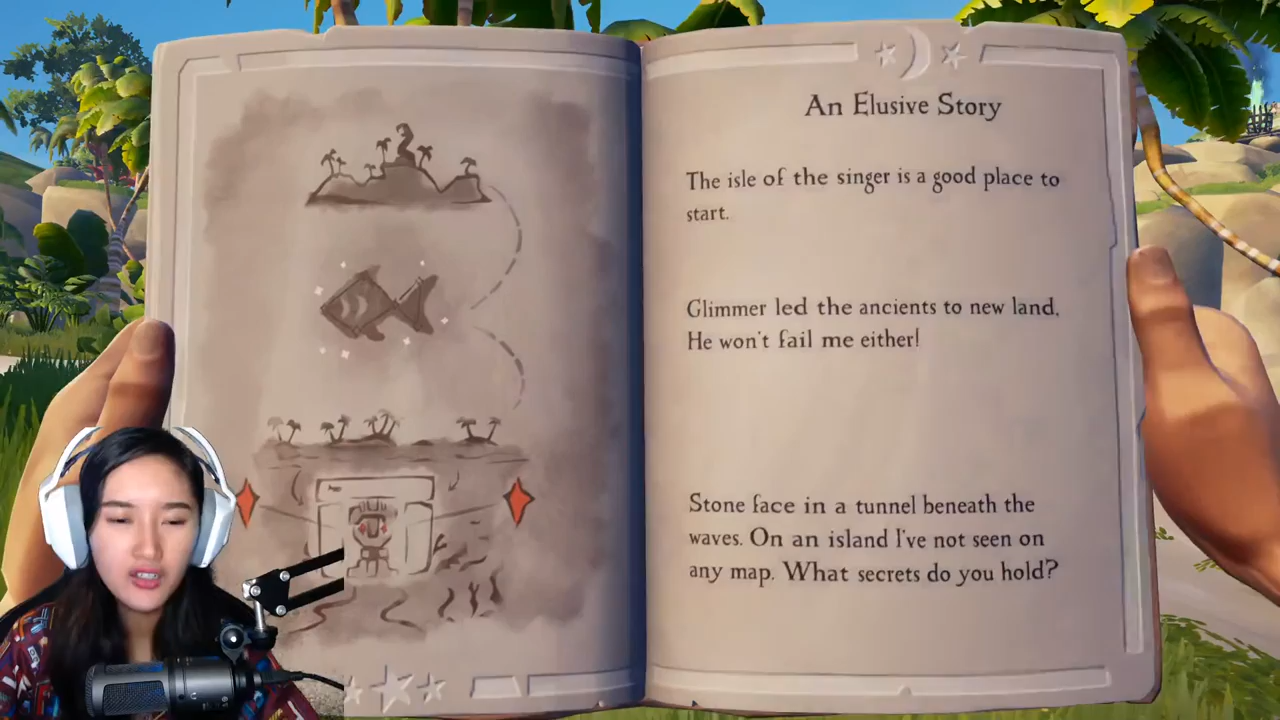 An Elusive Story
The isle of the singer is a good place to
start.
Glimmer led the ancients to new land,
He won't fail me either!
Stone face in a tunnel beneath the
waves. On an island I've not seen on
any map. What secrets do you hold?